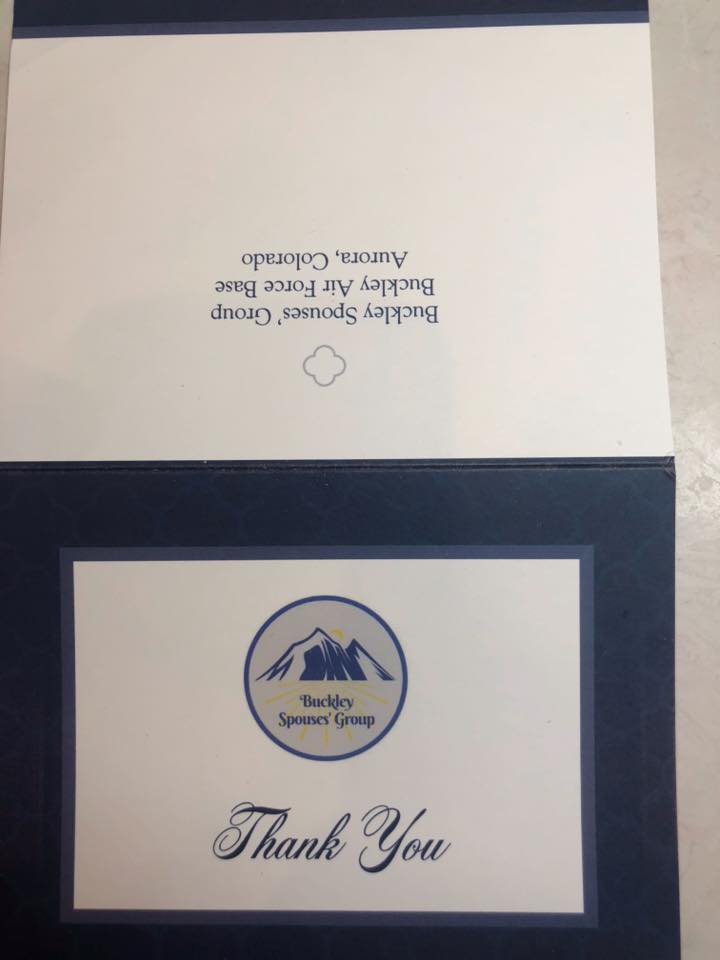 Buckley Spouses' Group
Buckley Air Force Base
Aurora, Colorado
Buckley
Spouses' Group
Thank You